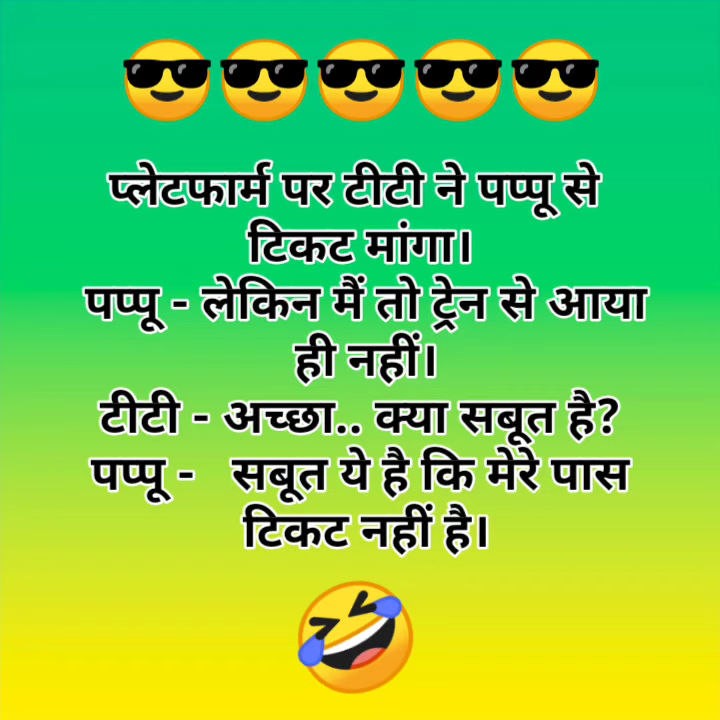 प्लेटफार्म पर टीटी ने पप्पू से
टिकट मांगा।
पप्पू - लेकिन मैं तो ट्रेन से आया
ही नहीं।
टीटी - अच्छा.. क्या सबूत है?
पप्पू - सबूत ये है कि मेरे पास
टिकट नहीं है।